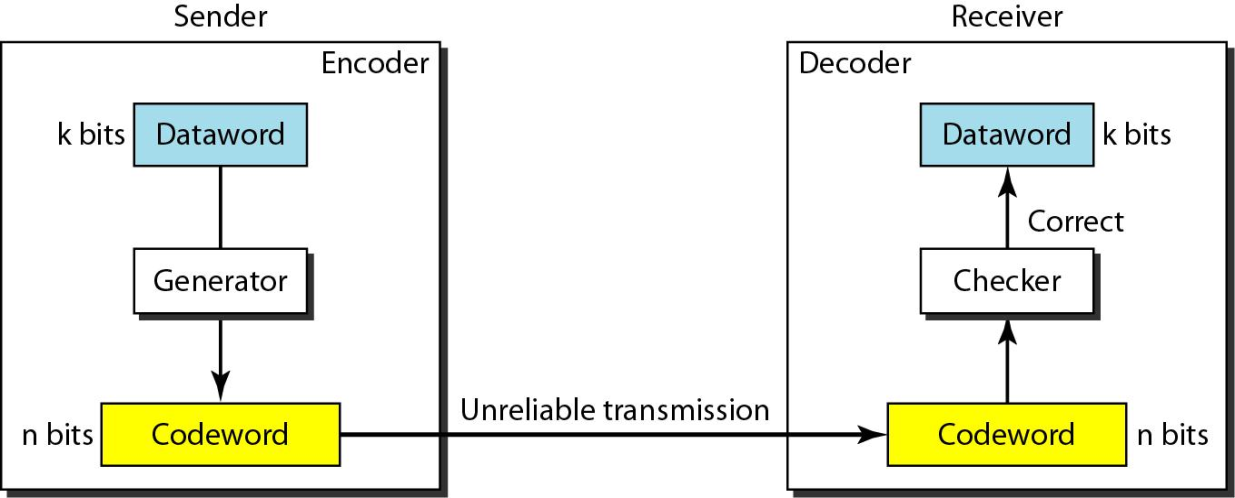 Sender
Receiver
Encoder
Decoder
k bits
Dataword
Dataword
k bits
Correct
Generator
Checker
Unreliable transmission
n bits
Codeword
Codeword
n bits